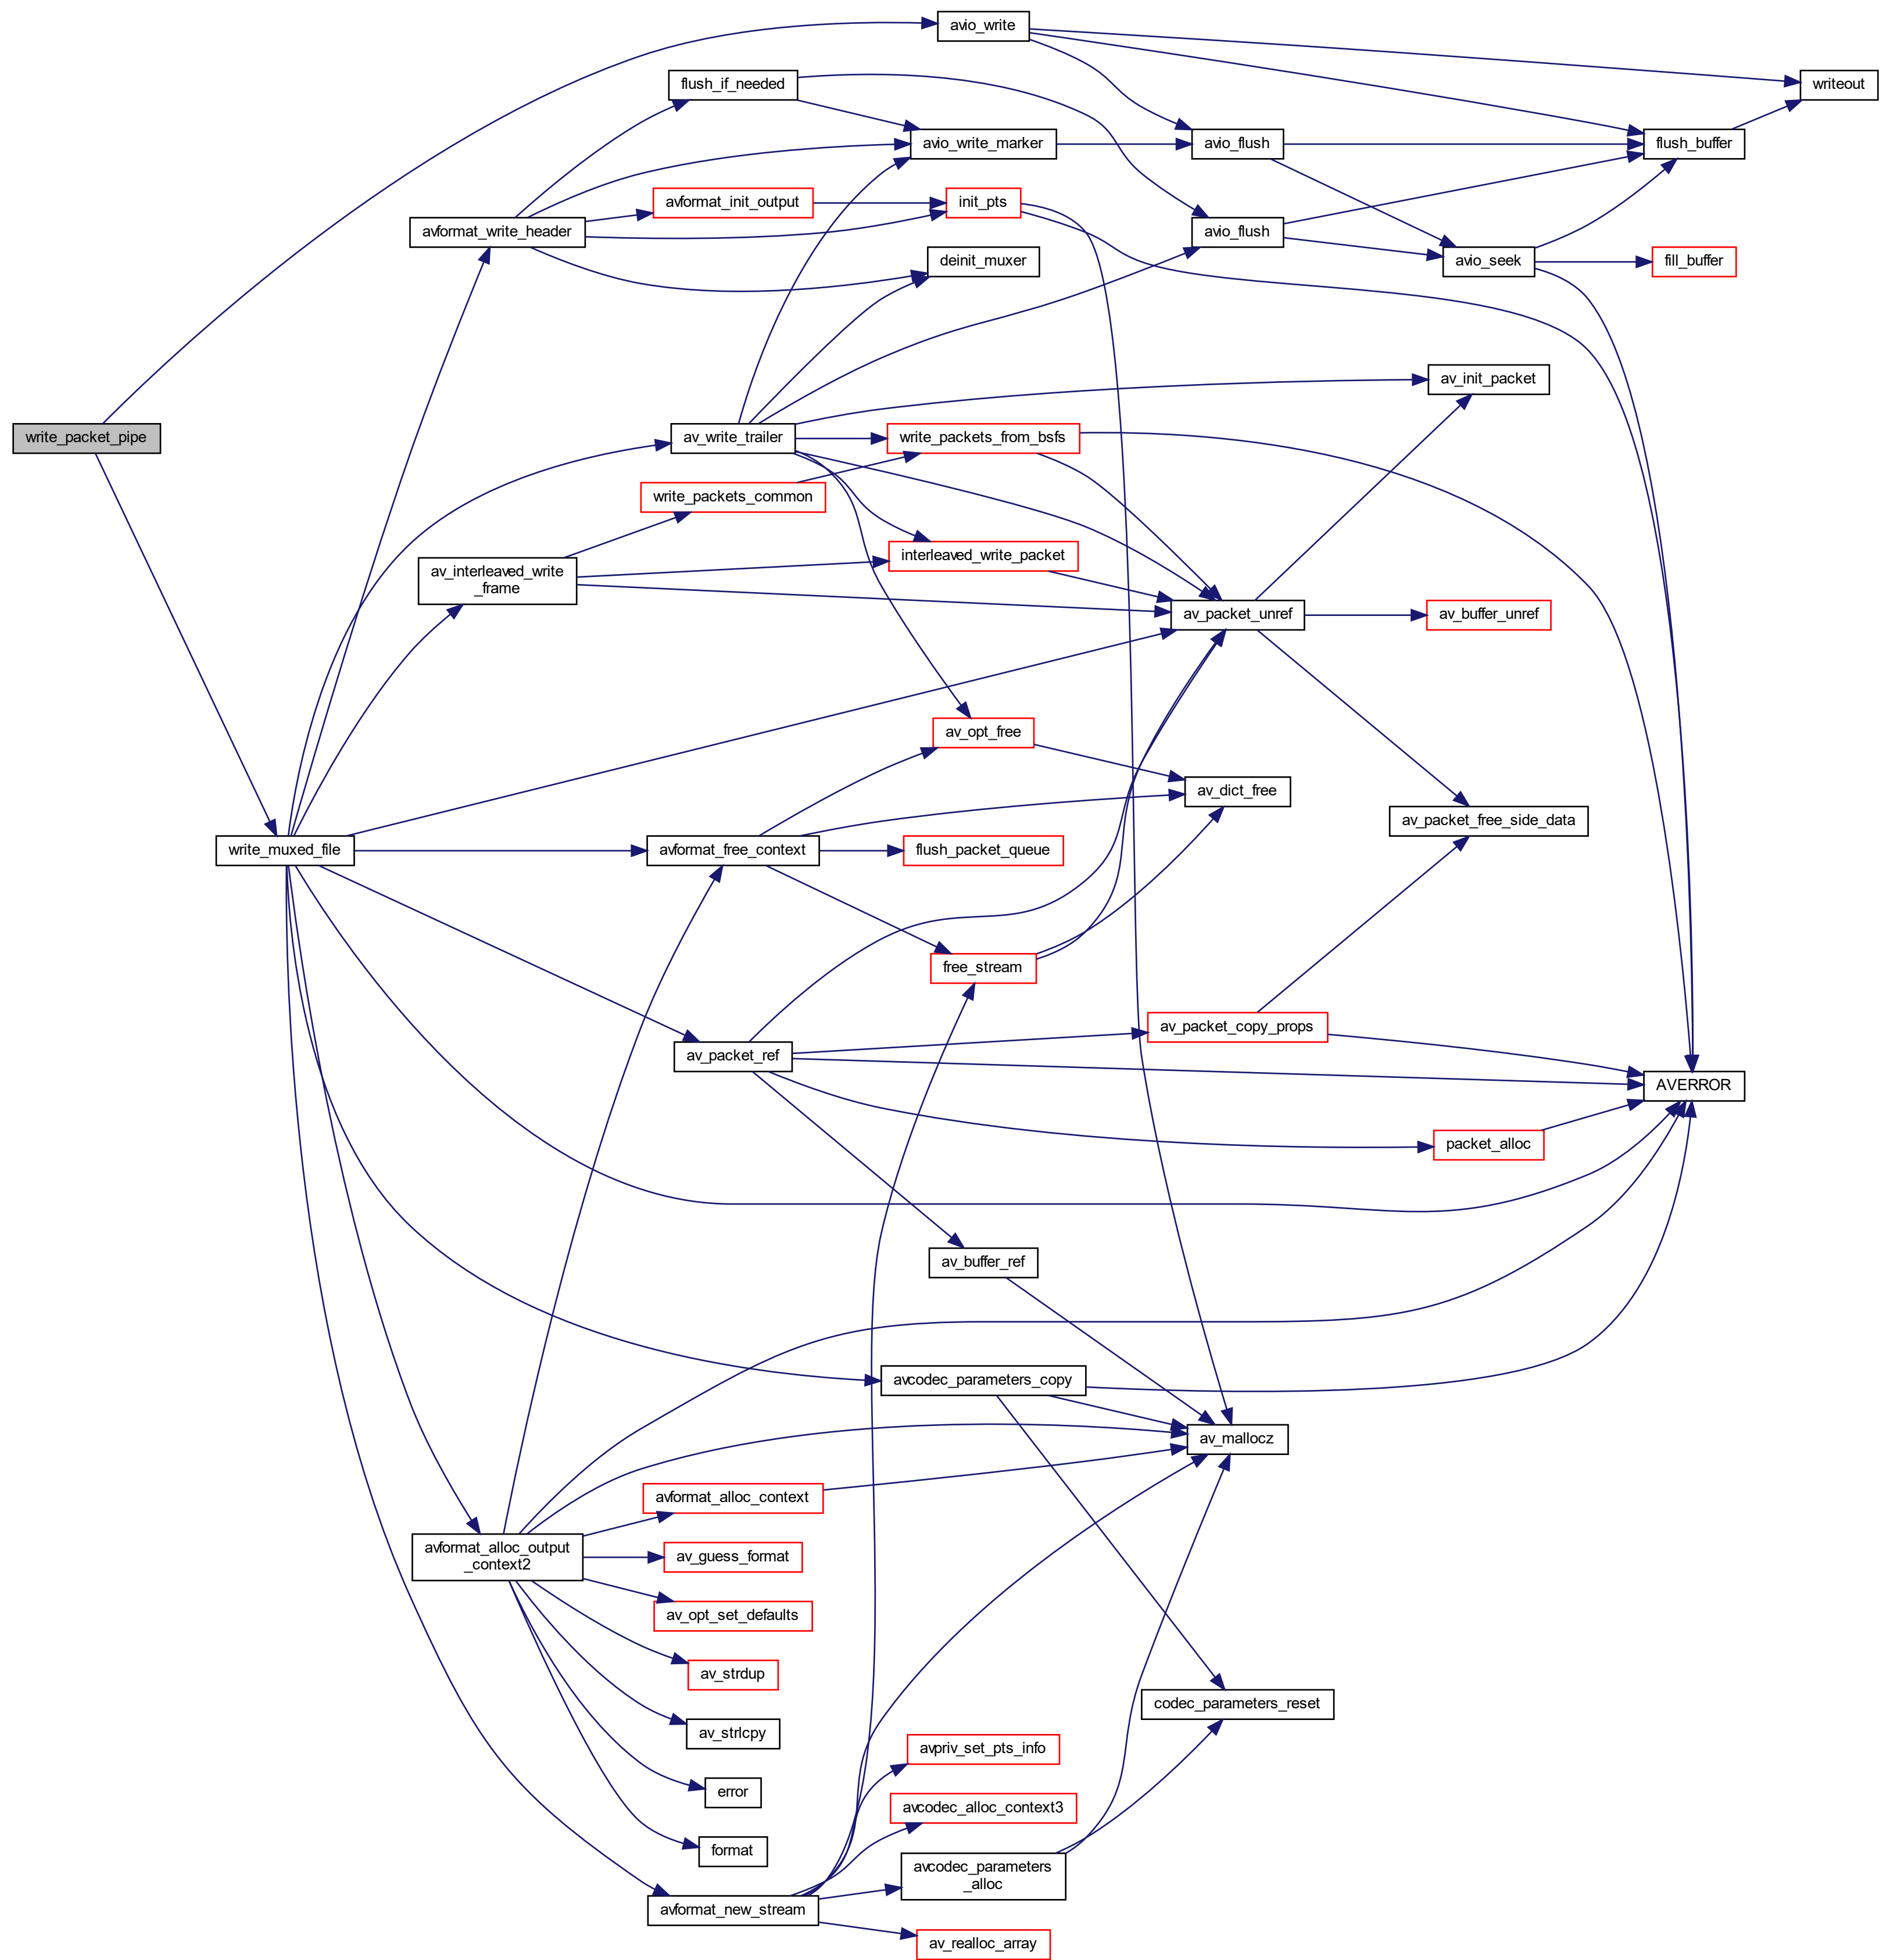 avio_write
flush_if_needed
writeout
avio_write_marker
avio_flush
flush_buffer
avformat_init_output
init_pts
avformat_write_header
avio_flush
deinit_muxer
avio_seek
fill_buffer
av_init_packet
write_packet_pipe
av_write_trailer
write_packets_from_bsfs
write_packets_common
interleaved_write_packet
av_interleaved_write
_frame
av_packet_unref
av_buffer_unref
av_opt_free
av_dict_free
av_packet_free_side_data
write_muxed_file
avformat_free_context
flush_packet_queue
free_stream
av_packet_copy_props
av_packet_ref
AVERROR
packet_alloc
av_buffer_ref
avcodec_parameters_copy
av_mallocz
avformat_alloc_context
avformat_alloc_output
_context2
av_guess_format
av_opt_set_defaults
av_strdup
codec_parameters_reset
av_strlcpy
avpriv_set_pts_info
error
avcodec_alloc_context3
format
avcodec_parameters
_alloc
avformat_new_stream
av_realloc_array